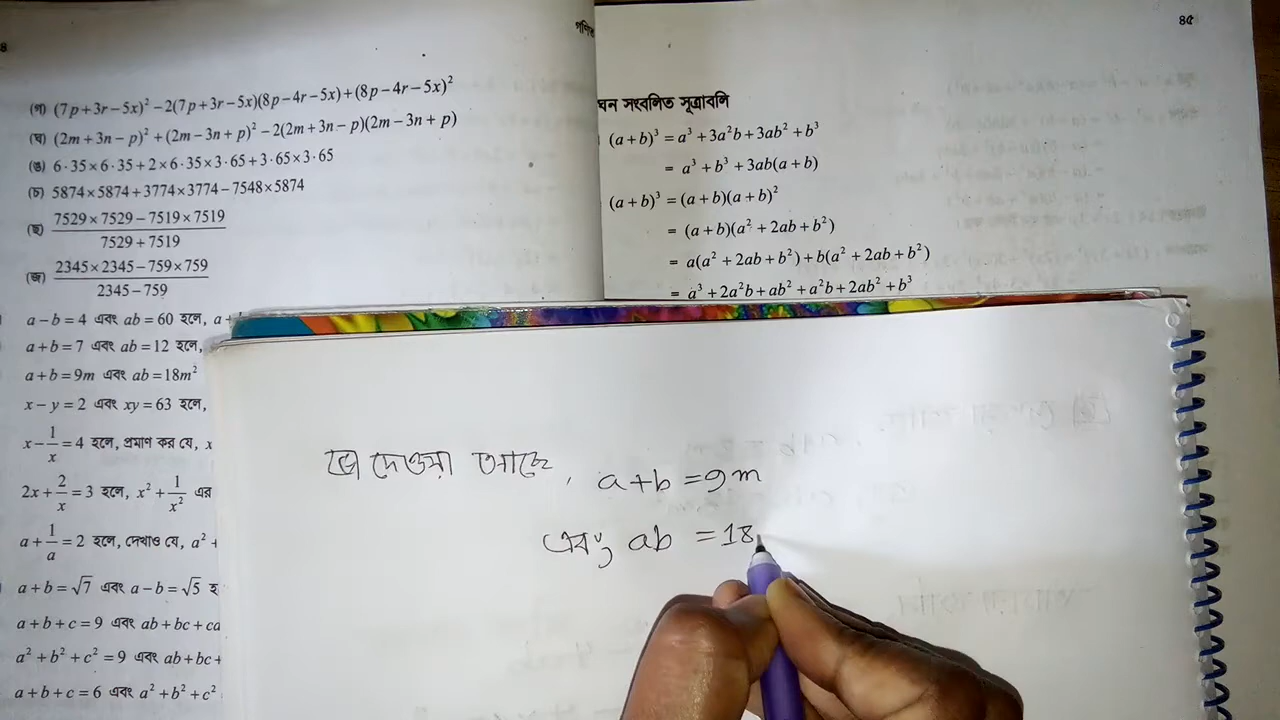 ৪
(গ) (7p+3r−5x)² −2(7p+3r−5x)(8p−4r−5x)+(8p−4r−5x)²
(ঘ) (2m+3n−p)² +(2m−3n+p)² −2(2m+3n−p)(2m−3n+p)
(ঙ) 6·35×6·35+2×6·35×3·65+3·65×3·65
(চ) 5874×5874+3774×3774−7548×5874
(ছ) (7529×7529−7519×7519)/(7529+7519)
(জ) (2345×2345−759×759)/(2345−759)
a−b=4 এবং ab=60 হলে, a+
a+b=7 এবং ab=12 হলে,
a+b=9m এবং ab=18m²
x−y=2 এবং xy=63 হলে,
x−1/x=4 হলে, প্রমাণ কর যে, x
2x+2/x=3 হলে, x²+1/x² এর
a+1/a=2 হলে, দেখাও যে, a²+
a+b=√7 এবং a−b=√5 হ
a+b+c=9 এবং ab+bc+ca
a²+b²+c²=9 এবং ab+bc+
a+b+c=6 এবং a²+b²+c²
৪৫
ঘন সংবলিত সূত্রাবলি
(a+b)³ = a³+3a²b+3ab²+b³
= a³+b³+3ab(a+b)
(a+b)³ = (a+b)(a+b)²
= (a+b)(a²+2ab+b²)
= a(a²+2ab+b²)+b(a²+2ab+b²)
= a³+2a²b+ab²+a²b+2ab²+b³
দেওয়া আছে, a+b =9m
এবং, ab =18